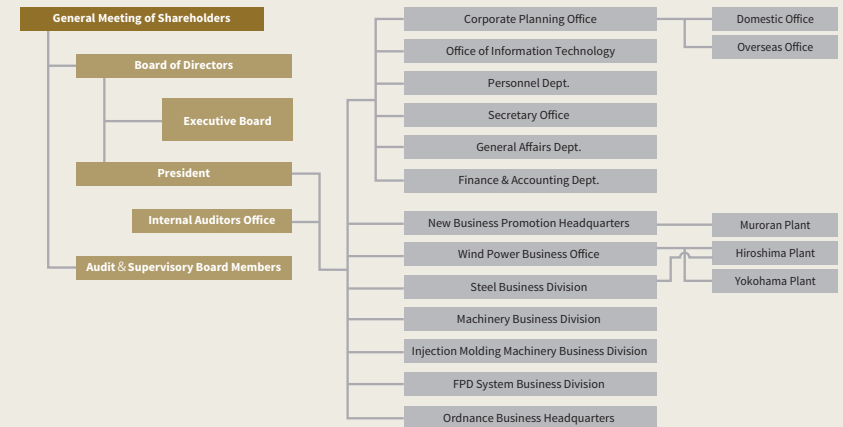 General Meeting of Shareholders
Board of Directors
Executive Board
President
Internal Auditors Office
Audit＆Supervisory Board Members
Corporate Planning Office
Office of Information Technology
Personnel Dept.
Secretary Office
General Affairs Dept.
Finance & Accounting Dept.
New Business Promotion Headquarters
Wind Power Business Office
Steel Business Division
Machinery Business Division
Injection Molding Machinery Business Division
FPD System Business Division
Ordnance Business Headquarters
Domestic Office
Overseas Office
Muroran Plant
Hiroshima Plant
Yokohama Plant